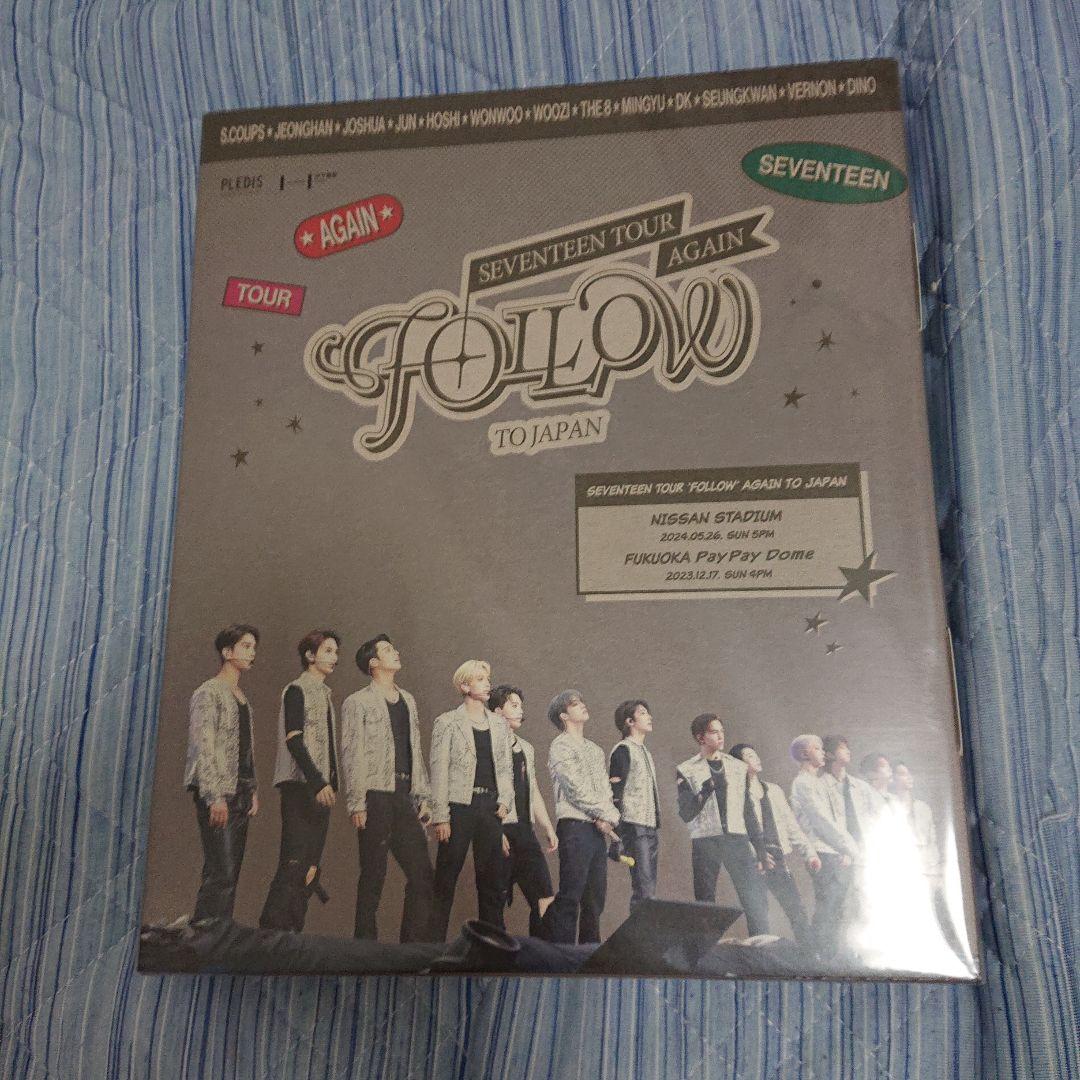 S.COUPS★JEONGHAN★JOSHUA★JUN★HOSHI★WONWOO★WOOZI★THE 8★MINGYU★DK★SEUNGKWAN★VERNON★DINO
PLEDIS
SEVENTEEN
★AGAIN★
TOUR
SEVENTEEN TOUR
AGAIN
FOLLOW
TO JAPAN
SEVENTEEN TOUR 'FOLLOW' AGAIN TO JAPAN
NISSAN STADIUM
2024.05.26. SUN 5PM
FUKUOKA PayPay Dome
2023.12.17. SUN 4PM